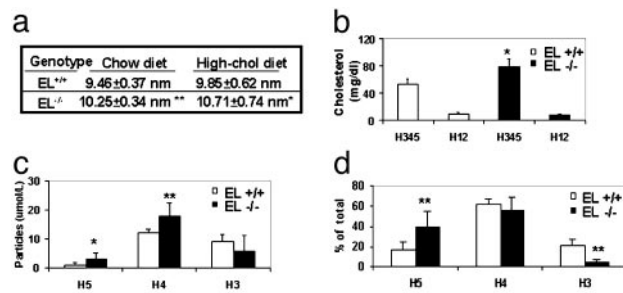 a
Genotype Chow diet High-chol diet
EL+/+ 9.46±0.37 nm 9.85±0.62 nm
EL-/- 10.25±0.34 nm ** 10.71±0.74 nm*
b
Cholesterol
(mg/dl)
120
80
40
0
*
EL +/+
EL -/-
H345 H12 H345 H12
c
Particles (umol/L)
30
20
10
0
*
**
EL +/+
EL -/-
H5 H4 H3
d
% of total
80
60
40
20
0
**
**
EL +/+
EL -/-
H5 H4 H3